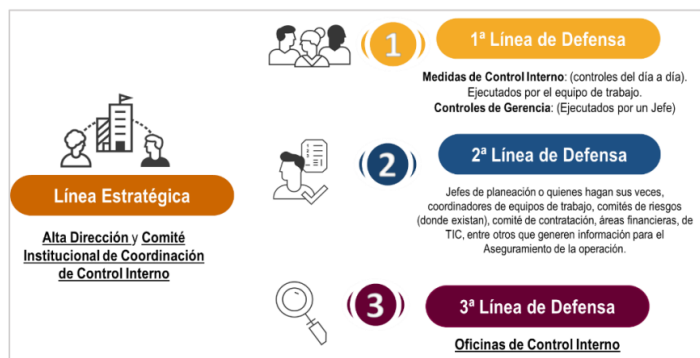 Línea Estratégica
Alta Dirección y Comité
Institucional de Coordinación
de Control Interno
1
1ª Línea de Defensa
Medidas de Control Interno: (controles del día a día).
Ejecutados por el equipo de trabajo.
Controles de Gerencia: (Ejecutados por un Jefe)
2
2ª Línea de Defensa
Jefes de planeación o quienes hagan sus veces,
coordinadores de equipos de trabajo, comités de riesgos
(donde existan), comité de contratación, áreas financieras, de
TIC, entre otros que generen información para el
Aseguramiento de la operación.
3
3ª Línea de Defensa
Oficinas de Control Interno